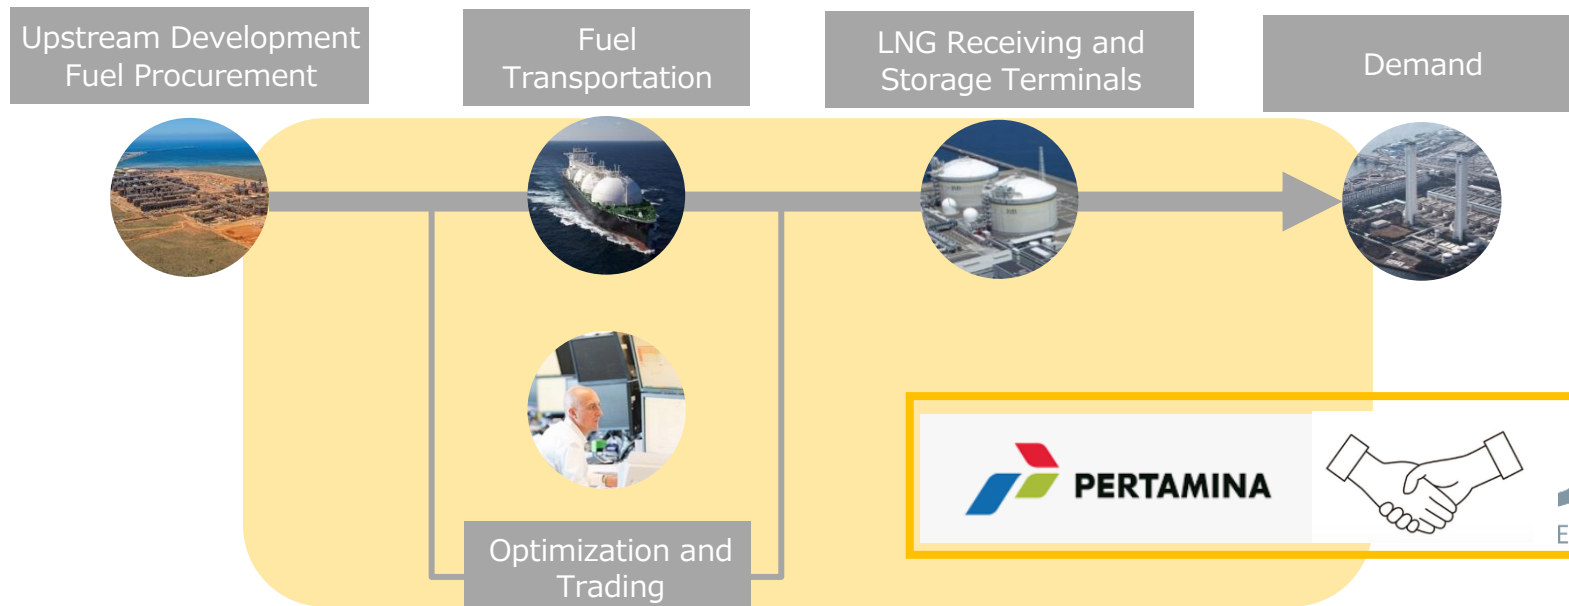 Upstream Development
Fuel Procurement
Fuel
Transportation
LNG Receiving and
Storage Terminals
Demand
PERTAMINA
Optimization and
Trading